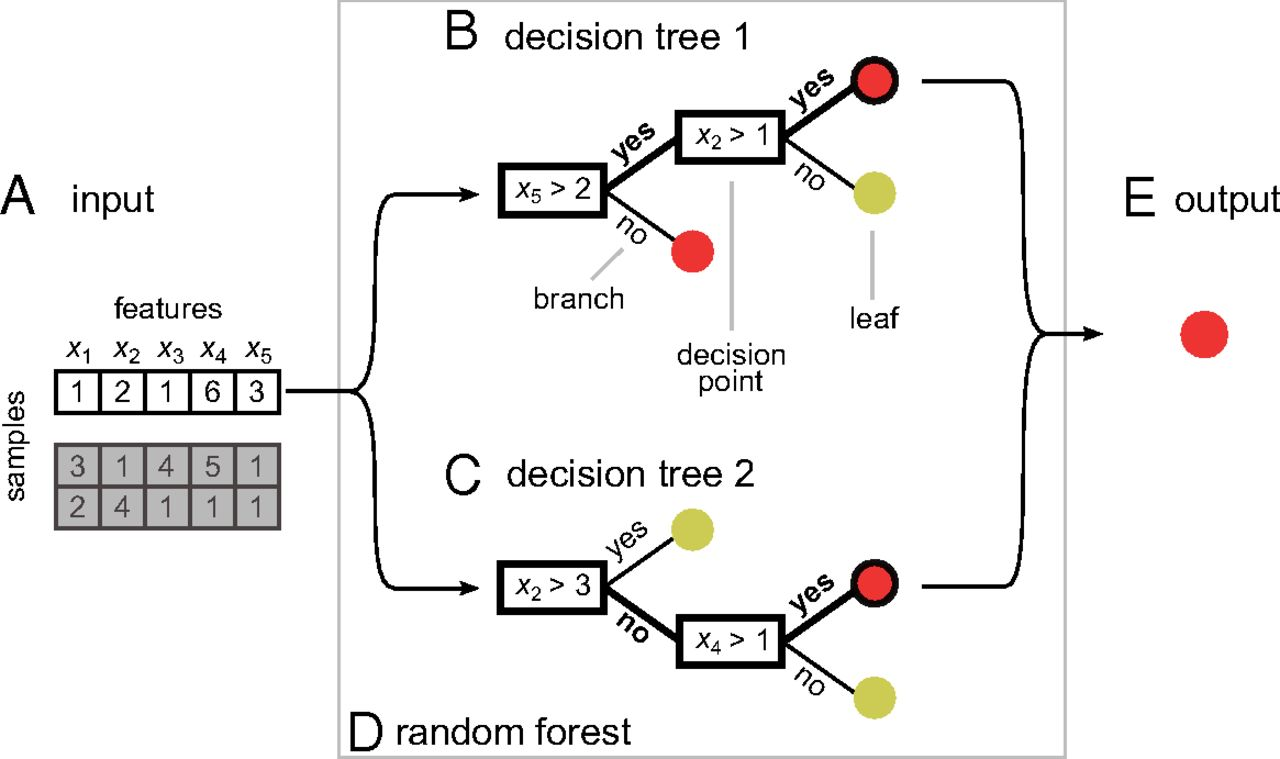 A input
features
x₁ x₂ x₃ x₄ x₅
1 2 1 6 3
samples
3 1 4 5 1
2 4 1 1 1
B decision tree 1
x₅ > 2
yes
no
x₂ > 1
yes
no
branch
decision
point
leaf
C decision tree 2
x₂ > 3
yes
no
x₄ > 1
yes
no
D random forest
E output